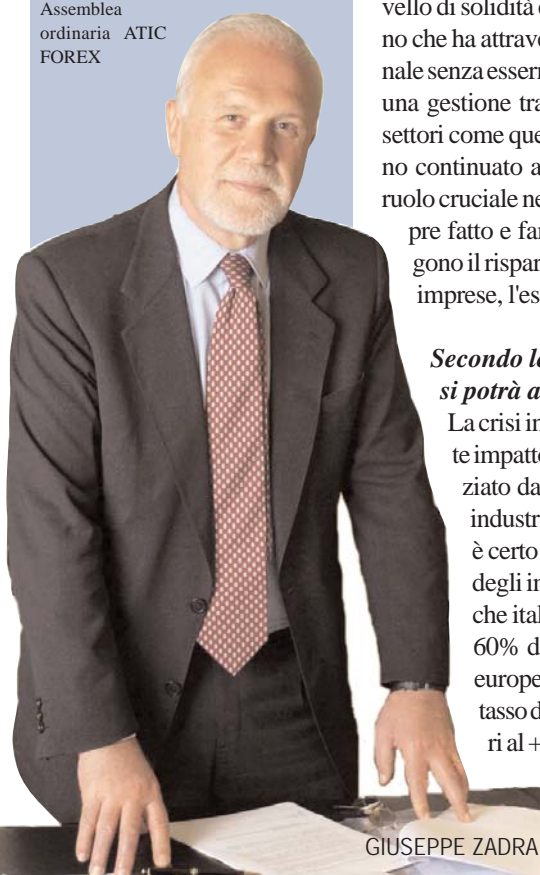 Assemblea
ordinaria ATIC
FOREX
vello di solidità
no che ha attrave
nale senza esser
una gestione tra
settori come que
no continuato a
ruolo cruciale ne
pre fatto e far
gono il rispar
imprese, l'es
Secondo l
si potrà a
La crisi in
te impatto
ziato da
industr
è certo
degli in
che ital
60% d
europe
tasso d
ri al +
GIUSEPPE ZADRA